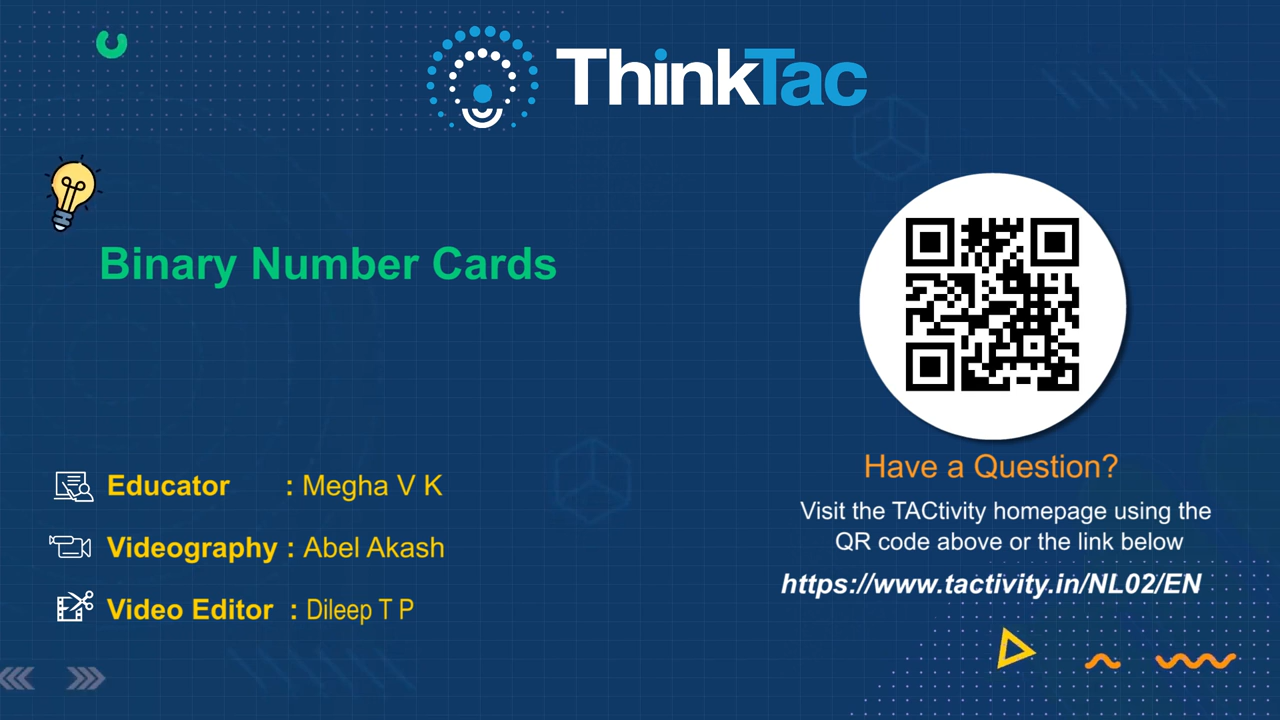 ThinkTac
Binary Number Cards
Educator : Megha V K
Videography : Abel Akash
Video Editor : Dileep T P
Have a Question?
Visit the TACtivity homepage using the
QR code above or the link below
https://www.tactivity.in/NL02/EN